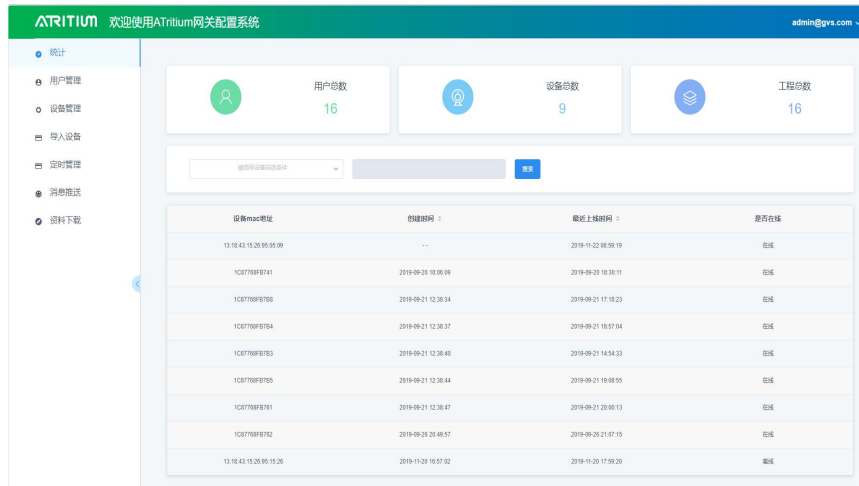 ATRITIUM 欢迎使用ATritium网关配置系统
admin@gvs.com
统计
用户管理
设备管理
导入设备
定时管理
消息推送
资料下载
用户总数
16
设备总数
9
工程总数
16
请选择设备筛选条件
搜索
设备mac地址 创建时间 最近上线时间 是否在线
13:18:43:15:26:95:05:09 -- 2019-11-22 08:59:19 在线
1C87768FB741 2019-09-20 18:06:09 2019-09-20 18:30:11 在线
1C87768FB7B8 2019-09-21 12:38:34 2019-09-21 17:18:23 在线
1C87768FB7B4 2019-09-21 12:38:37 2019-09-21 18:57:04 在线
1C87768FB7B3 2019-09-21 12:38:40 2019-09-21 14:54:33 在线
1C87768FB7B5 2019-09-21 12:38:44 2019-09-21 19:08:55 在线
1C87768FB761 2019-09-21 12:38:47 2019-09-21 20:00:13 在线
1C87768FB762 2019-09-26 20:49:57 2019-09-26 21:07:15 在线
13:18:43:15:26:95:15:26 2019-11-20 16:57:02 2019-11-20 17:59:20 离线